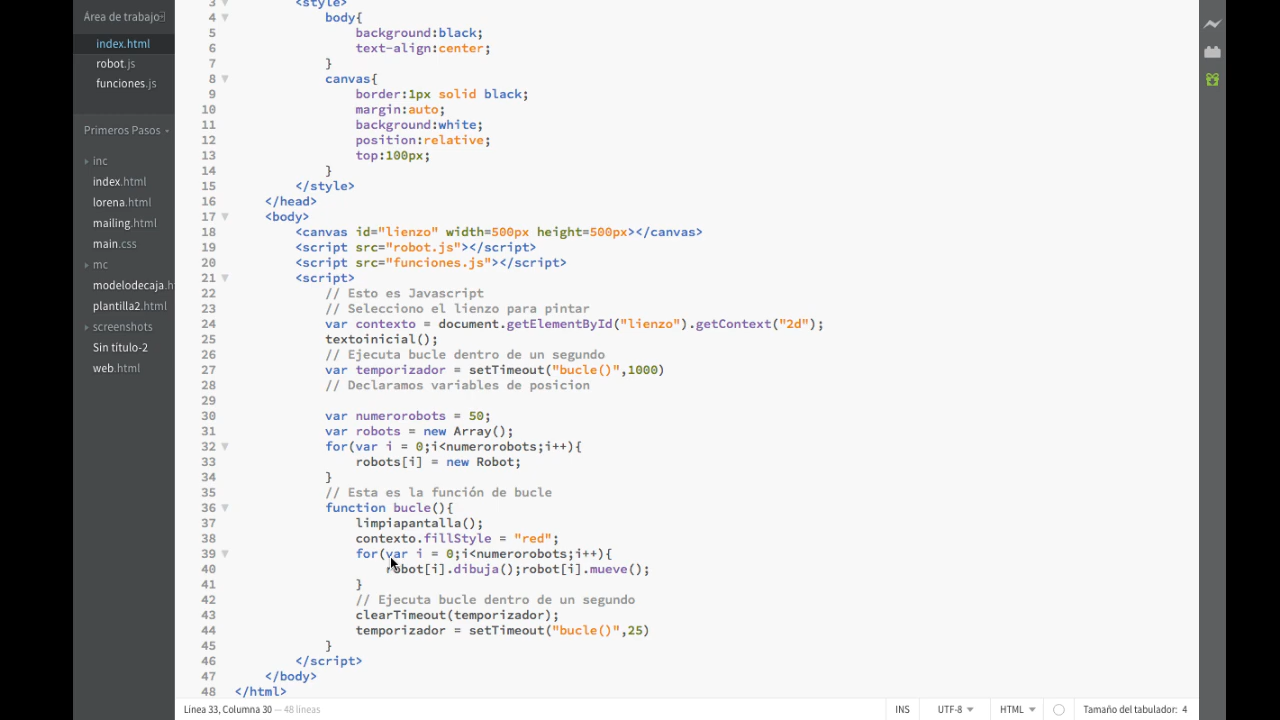 Área de trabajo
index.html
robot.js
funciones.js
Primeros Pasos
inc
index.html
lorena.html
mailing.html
main.css
mc
modelodecaja.h
plantilla2.html
screenshots
Sin título-2
web.html
3 <style>
4 body{
5 background:black;
6 text-align:center;
7 }
8 canvas{
9 border:1px solid black;
10 margin:auto;
11 background:white;
12 position:relative;
13 top:100px;
14 }
15 </style>
16 </head>
17 <body>
18 <canvas id="lienzo" width=500px height=500px></canvas>
19 <script src="robot.js"></script>
20 <script src="funciones.js"></script>
21 <script>
22 // Esto es Javascript
23 // Selecciono el lienzo para pintar
24 var contexto = document.getElementById("lienzo").getContext("2d");
25 textoinicial();
26 // Ejecuta bucle dentro de un segundo
27 var temporizador = setTimeout("bucle()",1000)
28 // Declaramos variables de posicion
29
30 var numerorobots = 50;
31 var robots = new Array();
32 for(var i = 0;i<numerorobots;i++){
33 robots[i] = new Robot;
34 }
35 // Esta es la función de bucle
36 function bucle(){
37 limpiapantalla();
38 contexto.fillStyle = "red";
39 for(var i = 0;i<numerorobots;i++){
40 robot[i].dibuja();robot[i].mueve();
41 }
42 // Ejecuta bucle dentro de un segundo
43 clearTimeout(temporizador);
44 temporizador = setTimeout("bucle()",25)
45 }
46 </script>
47 </body>
48 </html>
Línea 33, Columna 30 — 48 líneas
INS
UTF-8
HTML
Tamaño del tabulador: 4